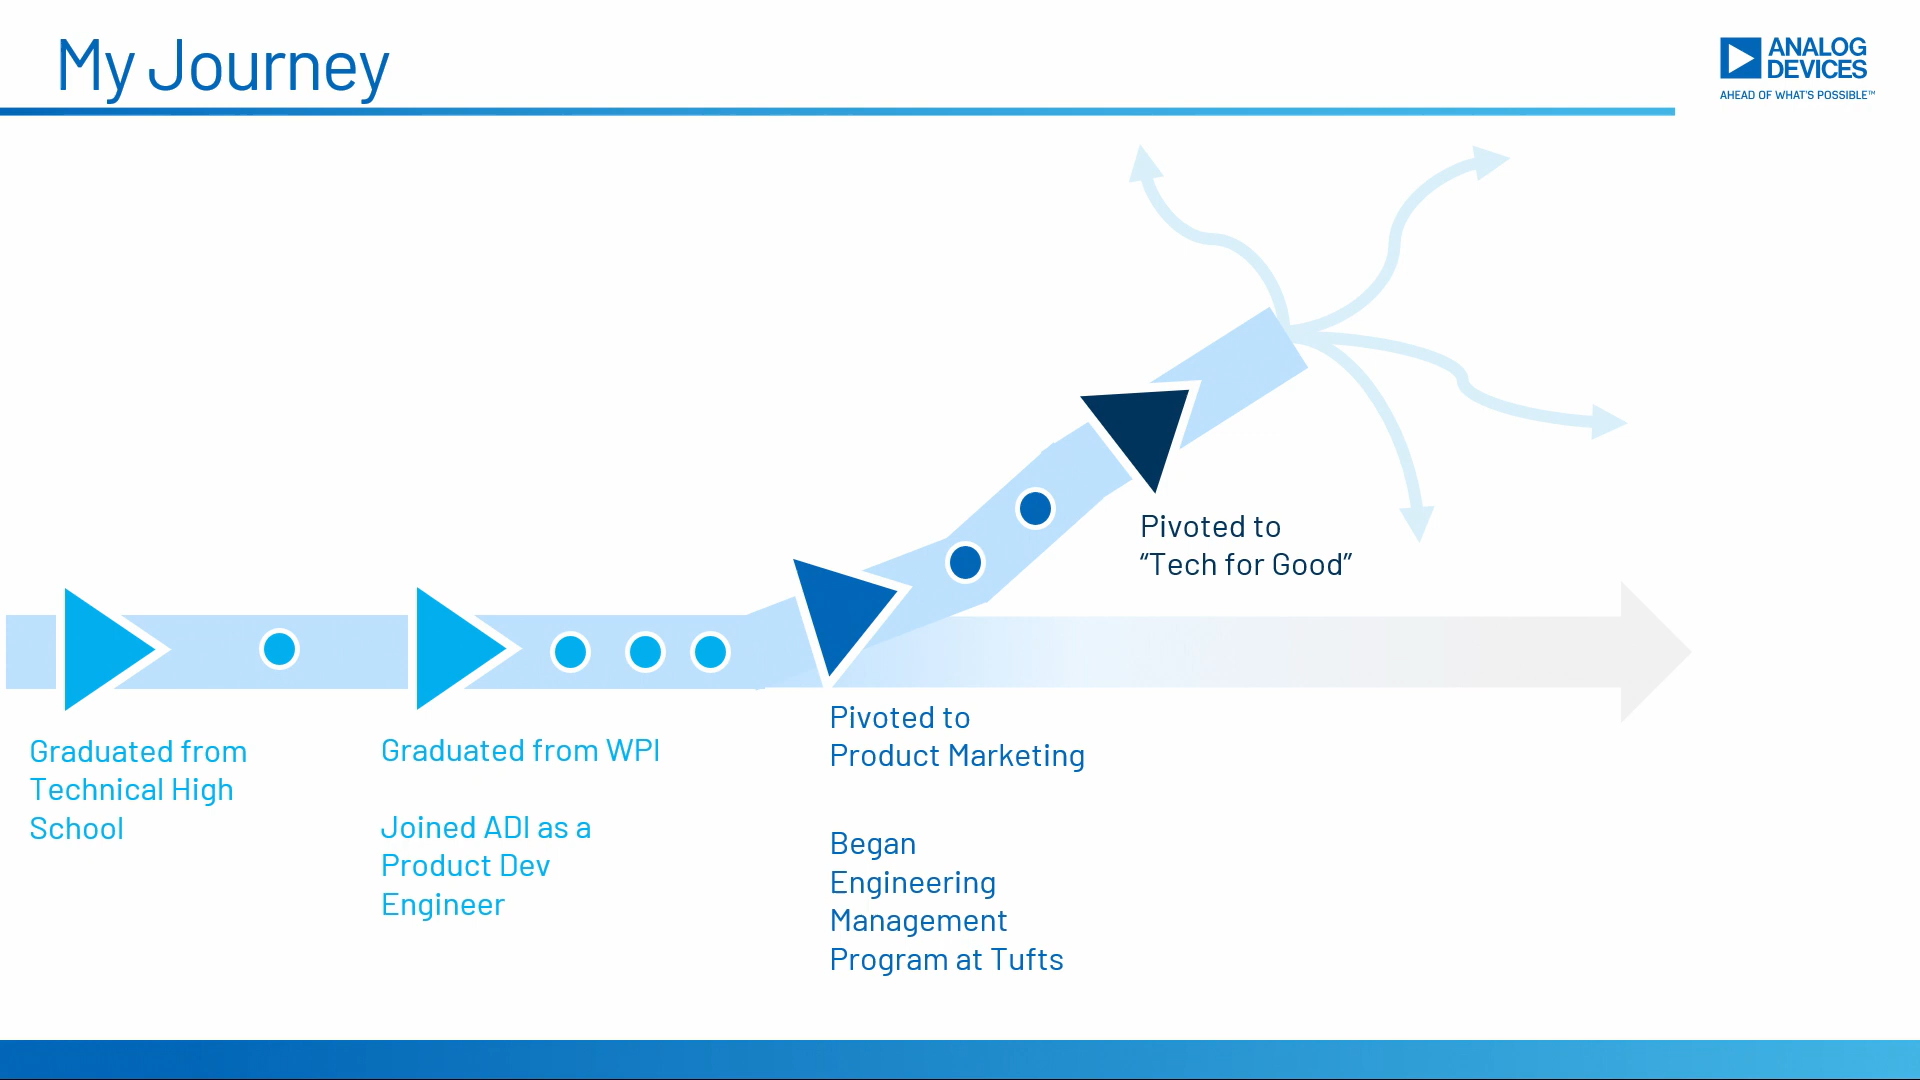 My Journey
ANALOG
DEVICES
AHEAD OF WHAT'S POSSIBLE™
Pivoted to
“Tech for Good”
Graduated from
Technical High
School
Graduated from WPI
Joined ADI as a
Product Dev
Engineer
Pivoted to
Product Marketing
Began
Engineering
Management
Program at Tufts